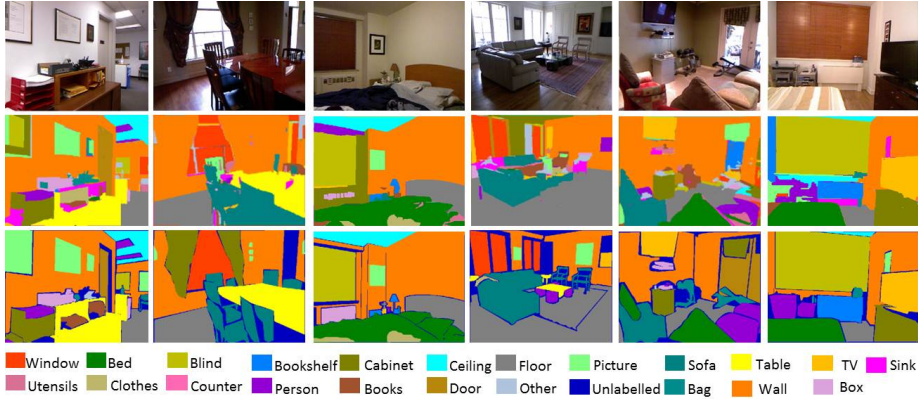 Window Bed Blind Bookshelf Cabinet Ceiling Floor Picture Sofa Table TV Sink
Utensils Clothes Counter Person Books Door Other Unlabelled Bag Wall Box